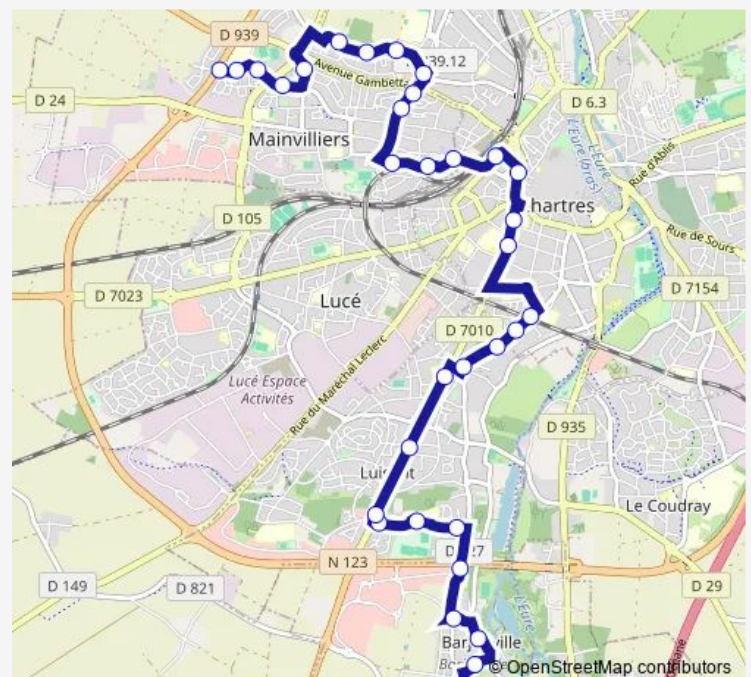 D 939
39.12
Avenue Gambetta
D 24
D 6.3
L'Eure
L'Eure (bras)
Mainvilliers
Rue d'Ablis
D 105
hartres
Rue de Sours
D 7023
Lucé
D 7154
D 7010
Lucé Espace
Activités
Rue du Maréchal Leclerc
D 935
Le Coudray
N 123
D 149
D 821
D 29
L'Eure
© OpenStreetMap contributors